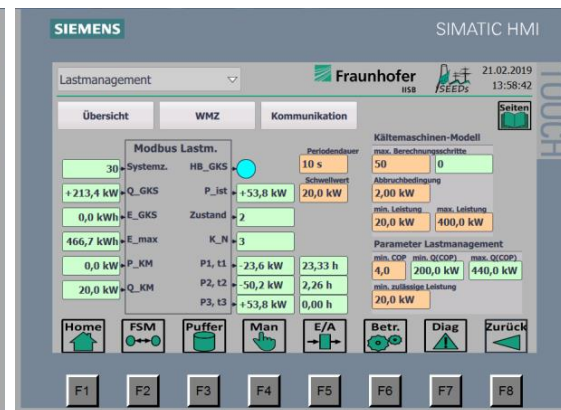 SIEMENS
SIMATIC HMI
TOUCH
Lastmanagement
Fraunhofer
IISB
SEEDs
21.02.2019
13:58:42
Übersicht
WMZ
Kommunikation
Seiten
Modbus Lastm.
30 Systemz. HB_GKS
+213,4 kW Q_GKS P_ist +53,8 kW
0,0 kWh E_GKS Zustand 2
466,7 kWh E_max K_N 3
0,0 kW P_KM P1, t1 -23,6 kW 23,33 h
20,0 kW Q_KM P2, t2 -50,2 kW 2,26 h
P3, t3 +53,8 kW 0,00 h
Periodendauer
10 s
Schwellwert
20,0 kW
Kältemaschinen-Modell
max. Berechnungsschritte
50 0
Abbruchbedingung
2,00 kW
min. Leistung max. Leistung
20,0 kW 400,0 kW
Parameter Lastmanagement
min. COP min. Q(COP) max. Q(COP)
4,0 200,0 kW 440,0 kW
min. zulässige Leistung
20,0 kW
Home FSM Puffer Man E/A Betr. Diag Zurück
F1 F2 F3 F4 F5 F6 F7 F8